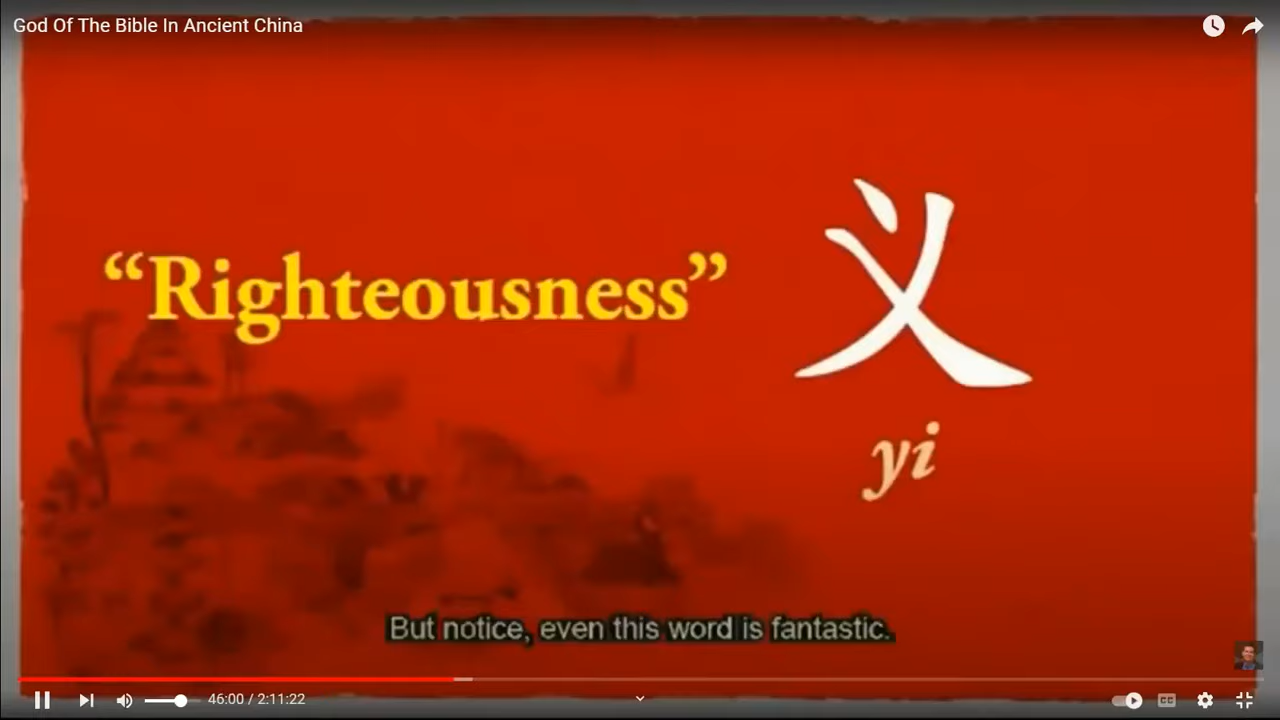 God Of The Bible In Ancient China
“Righteousness” 义
yi
But notice, even this word is fantastic.
46:00 / 2:11:22
CC